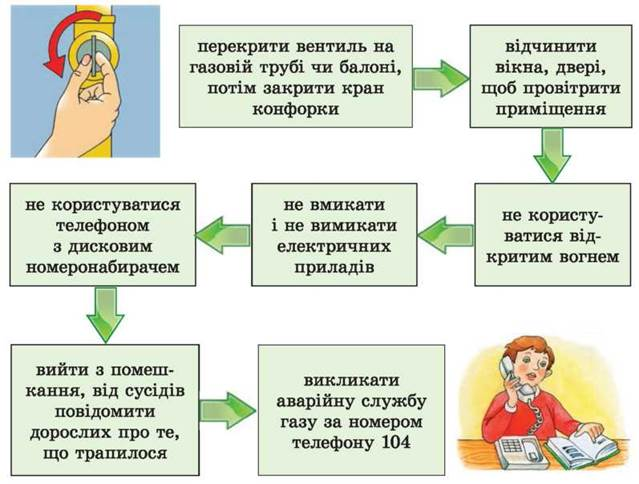 перекрити вентиль на
газовій трубі чи балоні,
потім закрити кран
конфорки
відчинити
вікна, двері,
щоб провітрити
приміщення
не користу-
ватися від-
критим вогнем
не вмикати
і не вимикати
електричних
приладів
не користуватися
телефоном
з дисковим
номеронабирачем
вийти з помеш-
кання, від сусідів
повідомити
дорослих про те,
що трапилося
викликати
аварійну службу
газу за номером
телефону 104